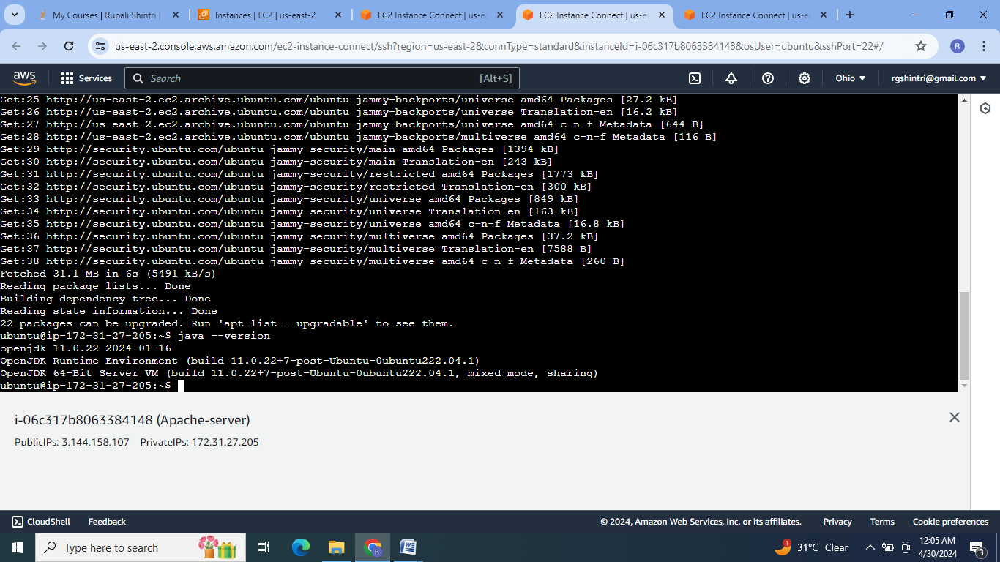 My Courses | Rupali Shintri |
Instances | EC2 | us-east-2
EC2 Instance Connect | us-e
EC2 Instance Connect | us-e
EC2 Instance Connect | us-e
us-east-2.console.aws.amazon.com/ec2-instance-connect/ssh?region=us-east-2&connType=standard&instanceId=i-06c317b8063384148&osUser=ubuntu&sshPort=22#/
R
aws
Services
Search
[Alt+S]
Ohio
rgshintri@gmail.com
Get:25 http://us-east-2.ec2.archive.ubuntu.com/ubuntu jammy-backports/universe amd64 Packages [27.2 kB]
Get:26 http://us-east-2.ec2.archive.ubuntu.com/ubuntu jammy-backports/universe Translation-en [16.2 kB]
Get:27 http://us-east-2.ec2.archive.ubuntu.com/ubuntu jammy-backports/universe amd64 c-n-f Metadata [644 B]
Get:28 http://us-east-2.ec2.archive.ubuntu.com/ubuntu jammy-backports/multiverse amd64 c-n-f Metadata [116 B]
Get:29 http://security.ubuntu.com/ubuntu jammy-security/main amd64 Packages [1394 kB]
Get:30 http://security.ubuntu.com/ubuntu jammy-security/main Translation-en [243 kB]
Get:31 http://security.ubuntu.com/ubuntu jammy-security/restricted amd64 Packages [1773 kB]
Get:32 http://security.ubuntu.com/ubuntu jammy-security/restricted Translation-en [300 kB]
Get:33 http://security.ubuntu.com/ubuntu jammy-security/universe amd64 Packages [849 kB]
Get:34 http://security.ubuntu.com/ubuntu jammy-security/universe Translation-en [163 kB]
Get:35 http://security.ubuntu.com/ubuntu jammy-security/universe amd64 c-n-f Metadata [16.8 kB]
Get:36 http://security.ubuntu.com/ubuntu jammy-security/multiverse amd64 Packages [37.2 kB]
Get:37 http://security.ubuntu.com/ubuntu jammy-security/multiverse Translation-en [7588 B]
Get:38 http://security.ubuntu.com/ubuntu jammy-security/multiverse amd64 c-n-f Metadata [260 B]
Fetched 31.1 MB in 6s (5491 kB/s)
Reading package lists... Done
Building dependency tree... Done
Reading state information... Done
22 packages can be upgraded. Run 'apt list --upgradable' to see them.
ubuntu@ip-172-31-27-205:~$ java --version
openjdk 11.0.22 2024-01-16
OpenJDK Runtime Environment (build 11.0.22+7-post-Ubuntu-0ubuntu222.04.1)
OpenJDK 64-Bit Server VM (build 11.0.22+7-post-Ubuntu-0ubuntu222.04.1, mixed mode, sharing)
ubuntu@ip-172-31-27-205:~$
i-06c317b8063384148 (Apache-server)
PublicIPs: 3.144.158.107 PrivateIPs: 172.31.27.205
CloudShell
Feedback
© 2024, Amazon Web Services, Inc. or its affiliates.
Privacy
Terms
Cookie preferences
Type here to search
R
W
1
31°C Clear
12:05 AM
4/30/2024
3